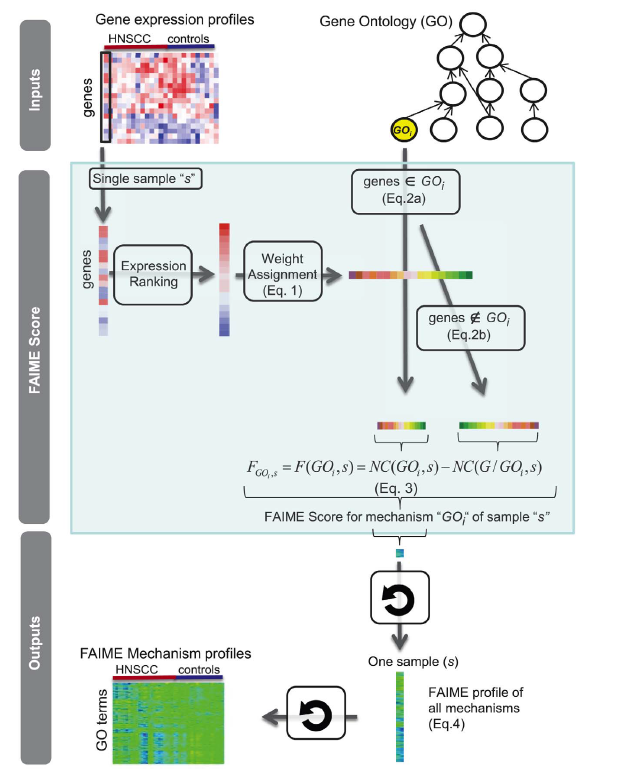 Gene expression profiles
Gene Ontology (GO)
HNSCC controls
Inputs
genes
GOi
Single sample “s”
genes ∈ GOi
(Eq.2a)
FAIME Score
genes
Expression
Ranking
Weight
Assignment
(Eq. 1)
genes ∉ GOi
(Eq.2b)
F_GOi,s = F(GOi,s) = NC(GOi,s) − NC(G/GOi,s)
(Eq. 3)
FAIME Score for mechanism “GOi“ of sample “s”
Outputs
FAIME Mechanism profiles
HNSCC controls
GO terms
One sample (s)
FAIME profile of
all mechanisms
(Eq.4)